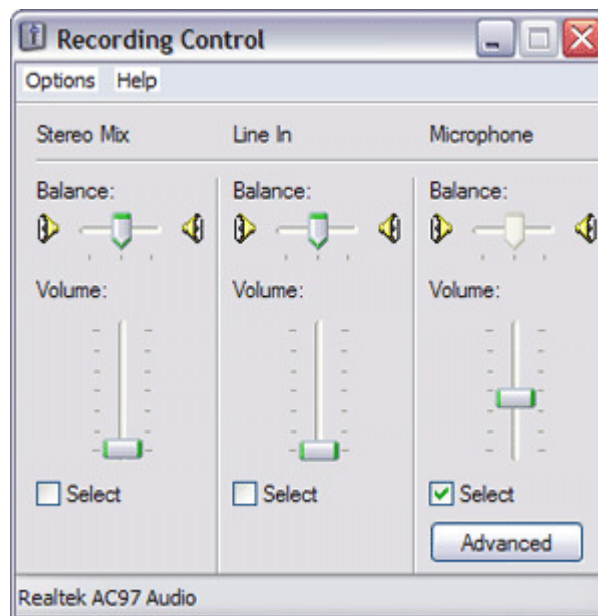 Recording Control
Options Help
Stereo Mix Line In Microphone
Balance: Balance: Balance:
Volume: Volume: Volume:
Select Select Select
Advanced
Realtek AC97 Audio